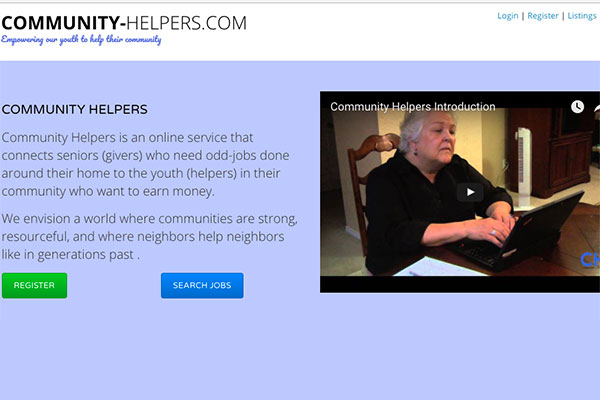 COMMUNITY-HELPERS.COM
Empowering our youth to help their community
Login | Register | Listings
COMMUNITY HELPERS
Community Helpers is an online service that
connects seniors (givers) who need odd-jobs done
around their home to the youth (helpers) in their
community who want to earn money.
We envision a world where communities are strong,
resourceful, and where neighbors help neighbors
like in generations past .
REGISTER
SEARCH JOBS
Community Helpers Introduction